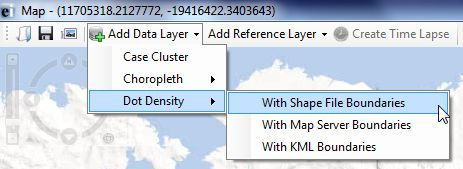 Map - (11705318.2127772, -19416422.3403643)
Add Data Layer Add Reference Layer Create Time Lapse
Case Cluster
Choropleth
Dot Density
With Shape File Boundaries
With Map Server Boundaries
With KML Boundaries